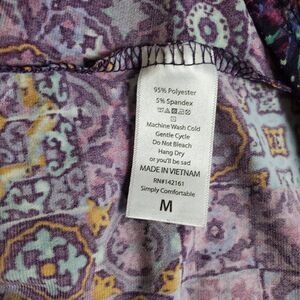 95% Polyester
5% Spandex
Machine Wash Cold
Gentle Cycle
Do Not Bleach
Hang Dry
or you'll be sad
MADE IN VIETNAM
RN#142161
Simply Comfortable
M